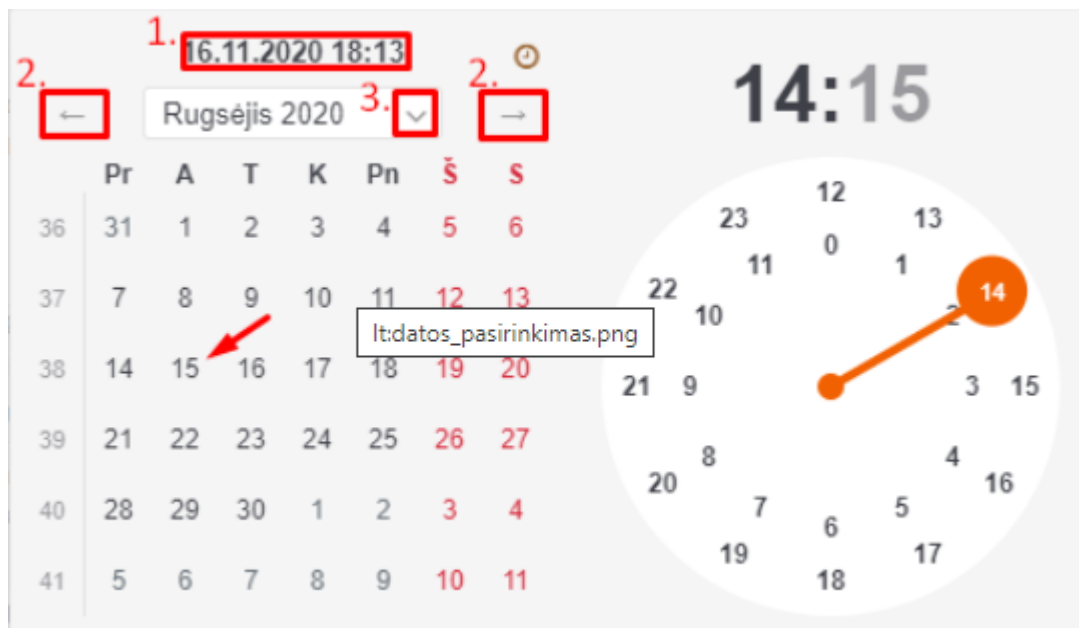 1. 16.11.2020 18:13
2. ← Rugsėjis 2020 3. 2. →
Pr A T K Pn Š S
36 31 1 2 3 4 5 6
37 7 8 9 10 11 12 13
38 14 15 16 17 18 19 20
39 21 22 23 24 25 26 27
40 28 29 30 1 2 3 4
41 5 6 7 8 9 10 11
lt:datos_pasirinkimas.png
14:15
12
23 13
0
11 1
22 14
10 2
21 9 3 15
8 4
20 16
7 5
6
19 17
18